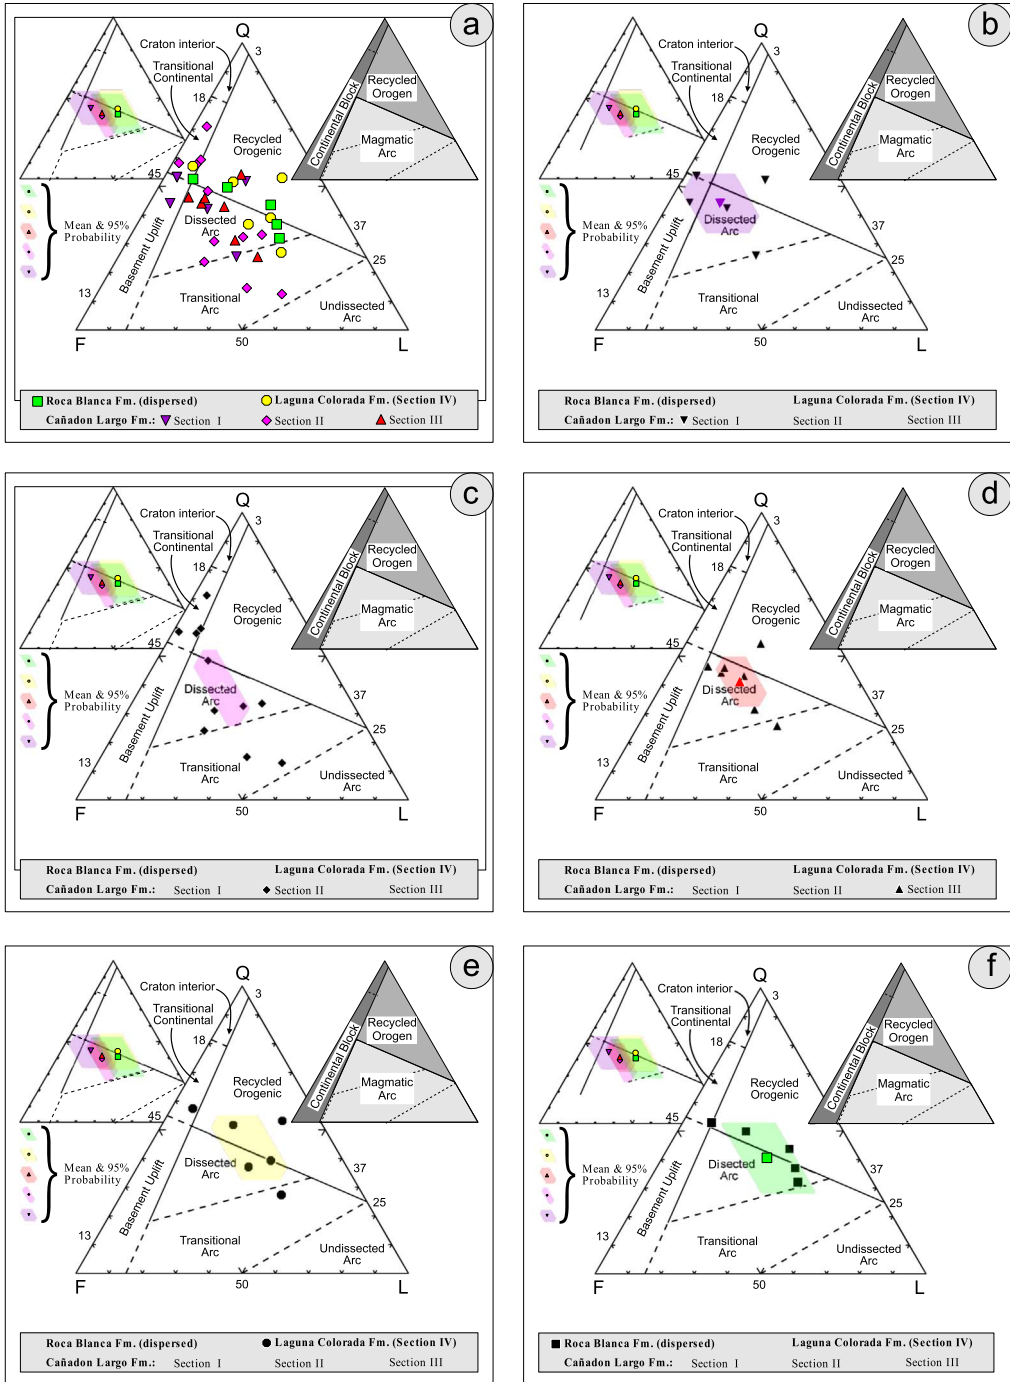 a
Q
Craton interior
3
Transitional
Continental
18
Recycled
Orogenic
Continental Block
Recycled
Orogen
Magmatic
Arc
45
Mean & 95%
Probability
Basement Uplift
Dissected
Arc
37
25
13
Transitional
Arc
Undissected
Arc
F
50
L
Roca Blanca Fm. (dispersed)
Laguna Colorada Fm. (Section IV)
Cañadon Largo Fm.: Section I Section II Section III
b
Q
Craton interior
3
Transitional
Continental
18
Recycled
Orogenic
Continental Block
Recycled
Orogen
Magmatic
Arc
45
Mean & 95%
Probability
Basement Uplift
Dissected
Arc
37
25
13
Transitional
Arc
Undissected
Arc
F
50
L
Roca Blanca Fm. (dispersed)
Laguna Colorada Fm. (Section IV)
Cañadon Largo Fm.: Section I Section II Section III
c
Q
Craton interior
3
Transitional
Continental
18
Recycled
Orogenic
Continental Block
Recycled
Orogen
Magmatic
Arc
45
Mean & 95%
Probability
Basement Uplift
Dissected
Arc
37
25
13
Transitional
Arc
Undissected
Arc
F
50
L
Roca Blanca Fm. (dispersed)
Laguna Colorada Fm. (Section IV)
Cañadon Largo Fm.: Section I Section II Section III
d
Q
Craton interior
3
Transitional
Continental
18
Recycled
Orogenic
Continental Block
Recycled
Orogen
Magmatic
Arc
45
Mean & 95%
Probability
Basement Uplift
Dissected
Arc
37
25
13
Transitional
Arc
Undissected
Arc
F
50
L
Roca Blanca Fm. (dispersed)
Laguna Colorada Fm. (Section IV)
Cañadon Largo Fm.: Section I Section II Section III
e
Q
Craton interior
3
Transitional
Continental
18
Recycled
Orogenic
Continental Block
Recycled
Orogen
Magmatic
Arc
45
Mean & 95%
Probability
Basement Uplift
Dissected
Arc
37
25
13
Transitional
Arc
Undissected
Arc
F
50
L
Roca Blanca Fm. (dispersed)
Laguna Colorada Fm. (Section IV)
Cañadon Largo Fm.: Section I Section II Section III
f
Q
Craton interior
3
Transitional
Continental
18
Recycled
Orogenic
Continental Block
Recycled
Orogen
Magmatic
Arc
45
Mean & 95%
Probability
Basement Uplift
Disected
Arc
37
25
13
Transitional
Arc
Undissected
Arc
F
50
L
Roca Blanca Fm. (dispersed)
Laguna Colorada Fm. (Section IV)
Cañadon Largo Fm.: Section I Section II Section III